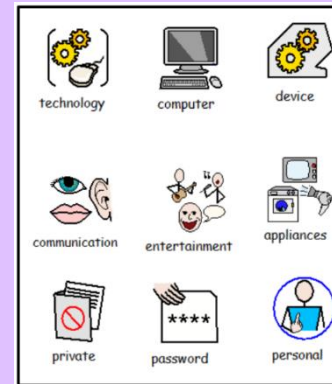 technology
computer
device
communication
entertainment
appliances
private
****
password
personal